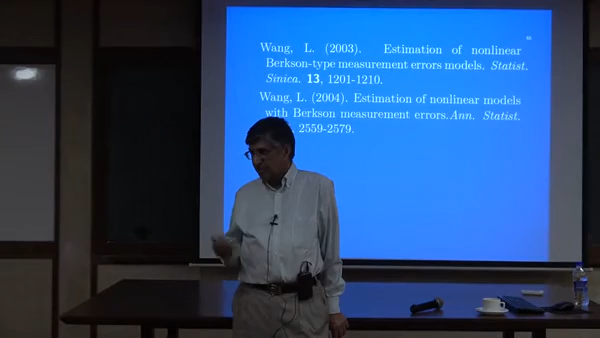 Wang, L. (2003). Estimation of nonlinear
Berkson-type measurement errors models. Statist.
Sinica. 13, 1201-1210.
Wang, L. (2004). Estimation of nonlinear models
with Berkson measurement errors.Ann. Statist.
2559-2579.